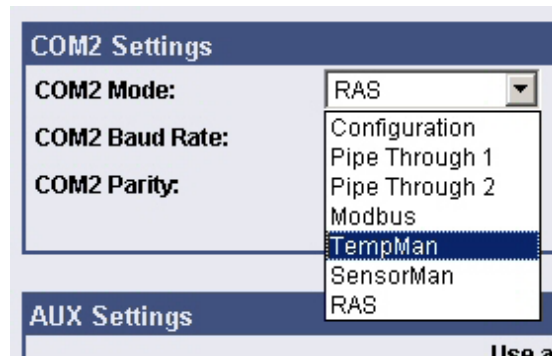 COM2 Settings
COM2 Mode: RAS
COM2 Baud Rate:
COM2 Parity:
Configuration
Pipe Through 1
Pipe Through 2
Modbus
TempMan
SensorMan
RAS
AUX Settings
Use a